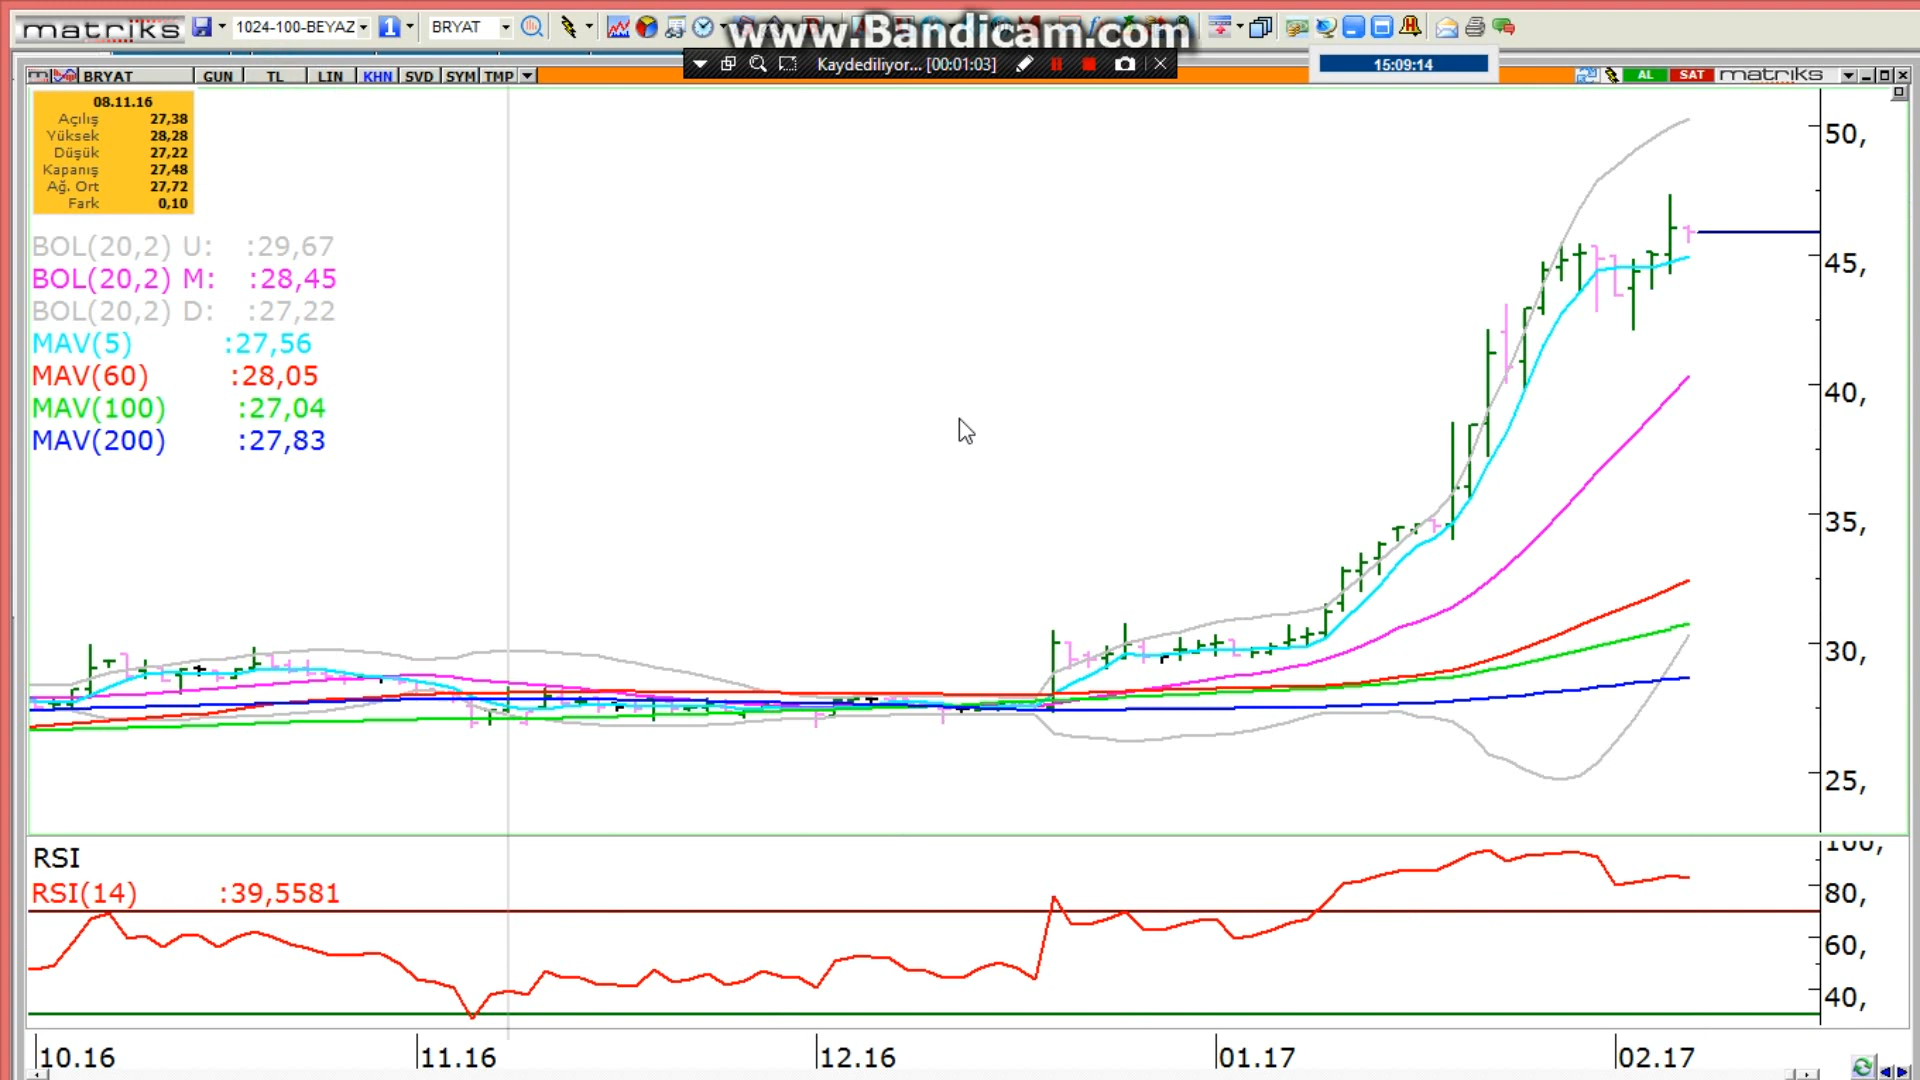 www.Bandicam.com
matriks 1024-100-BEYAZ 1 BRYAT
Kaydediliyor... [00:01:03]
15:09:14
BRYAT GUN TL LIN KHN SVD SYM TMP
AL SAT matriks
08.11.16
Açılış 27,38
Yüksek 28,28
Düşük 27,22
Kapanış 27,48
Ağ. Ort 27,72
Fark 0,10
BOL(20,2) U: :29,67
BOL(20,2) M: :28,45
BOL(20,2) D: :27,22
MAV(5) :27,56
MAV(60) :28,05
MAV(100) :27,04
MAV(200) :27,83
50,
45,
40,
35,
30,
25,
RSI
RSI(14) :39,5581
100,
80,
60,
40,
10.16 11.16 12.16 01.17 02.17